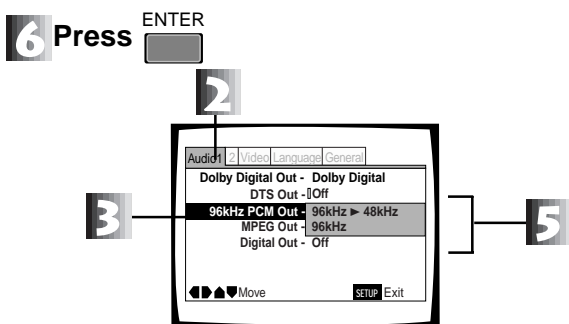 6 Press ENTER
2
Audio1 2 Video Language General
Dolby Digital Out - Dolby Digital
DTS Out - Off
3 96kHz PCM Out - 96kHz ► 48kHz 5
MPEG Out - 96kHz
Digital Out - Off
Move SETUP Exit